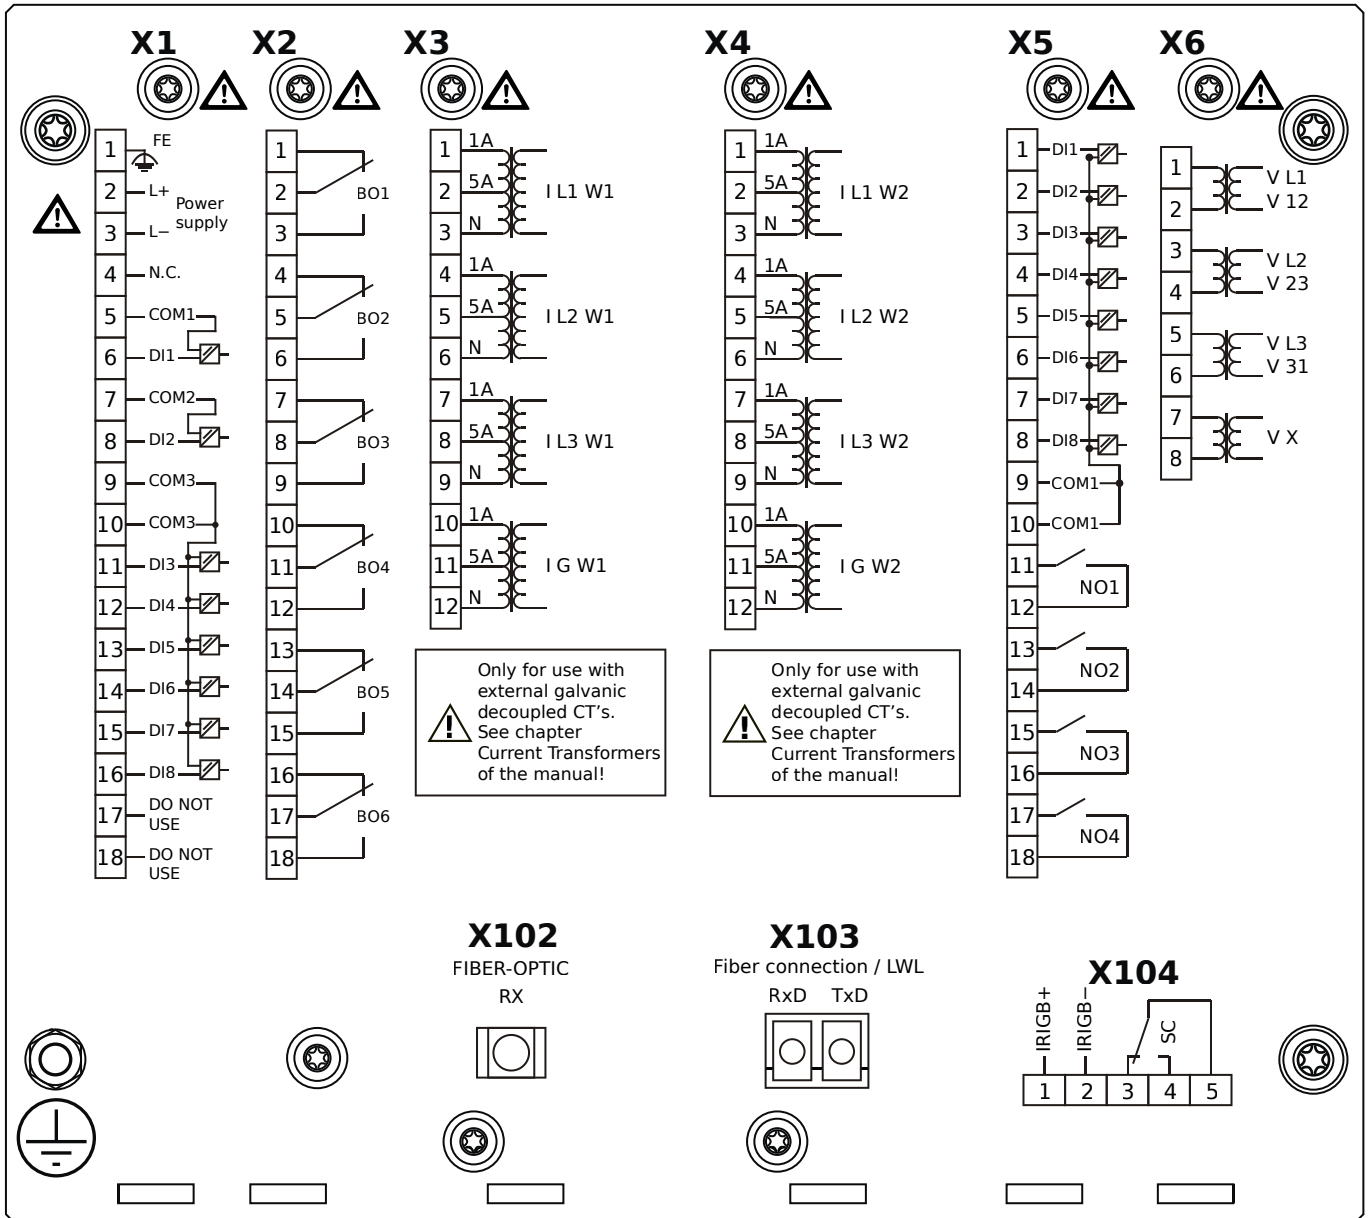 X1
1
FE
2
L+
Power
supply
3
L−
4
N.C.
5
COM1
6
DI1
7
COM2
8
DI2
9
COM3
10
COM3
11
DI3
12
DI4
13
DI5
14
DI6
15
DI7
16
DI8
17
DO NOT
USE
18
DO NOT
USE
X2
1
2
BO1
3
4
5
BO2
6
7
8
BO3
9
10
11
BO4
12
13
14
BO5
15
16
17
BO6
18
X3
1
1A
2
5A
I L1 W1
3
N
4
1A
5
5A
I L2 W1
6
N
7
1A
8
5A
I L3 W1
9
N
10
1A
11
5A
I G W1
12
N
Only for use with
external galvanic
decoupled CT's.
See chapter
Current Transformers
of the manual!
X4
1
1A
2
5A
I L1 W2
3
N
4
1A
5
5A
I L2 W2
6
N
7
1A
8
5A
I L3 W2
9
N
10
1A
11
5A
I G W2
12
N
Only for use with
external galvanic
decoupled CT's.
See chapter
Current Transformers
of the manual!
X5
1
DI1
2
DI2
3
DI3
4
DI4
5
DI5
6
DI6
7
DI7
8
DI8
9
COM1
10
COM1
11
NO1
12
13
NO2
14
15
NO3
16
17
NO4
18
X6
1
V L1
2
V 12
3
V L2
4
V 23
5
V L3
6
V 31
7
V X
8
X102
FIBER-OPTIC
RX
X103
Fiber connection / LWL
RxD TxD
X104
IRIGB+
IRIGB−
SC
1 2 3 4 5